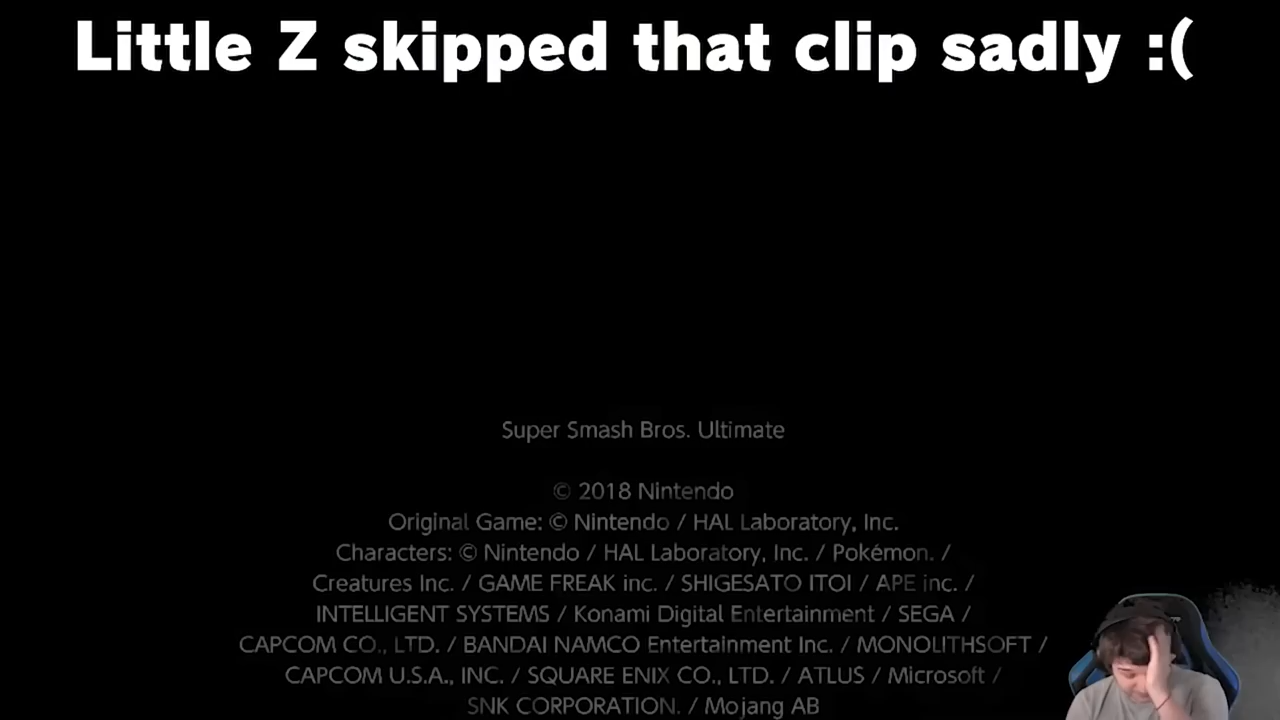 Little Z skipped that clip sadly :(
Super Smash Bros. Ultimate
© 2018 Nintendo
Original Game: © Nintendo / HAL Laboratory, Inc.
Characters: © Nintendo / HAL Laboratory, Inc. / Pokémon. /
Creatures Inc. / GAME FREAK inc. / SHIGESATO ITOI / APE inc. /
INTELLIGENT SYSTEMS / Konami Digital Entertainment / SEGA /
CAPCOM CO., LTD. / BANDAI NAMCO Entertainment Inc. / MONOLITHSOFT /
CAPCOM U.S.A., INC. / SQUARE ENIX CO., LTD. / ATLUS / Microsoft /
SNK CORPORATION. / Mojang AB